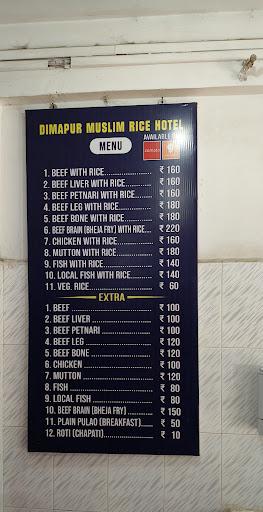 DIMAPUR MUSLIM RICE HOTEL
MENU
AVAILABLE ON
zomato
1. BEEF WITH RICE................ ₹ 160
2. BEEF LIVER WITH RICE........ ₹ 160
3. BEEF PETNARI WITH RICE.... ₹ 160
4. BEEF LEG WITH RICE.......... ₹ 180
5. BEEF BONE WITH RICE........ ₹ 180
6. BEEF BRAIN (BHEJA FRY) WITH RICE.... ₹ 220
7. CHICKEN WITH RICE............ ₹ 160
8. MUTTON WITH RICE............ ₹ 180
9. FISH WITH RICE................ ₹ 140
10. LOCAL FISH WITH RICE........ ₹ 140
11. VEG. RICE...................... ₹ 60
EXTRA
1. BEEF............................ ₹ 100
2. BEEF LIVER.................... ₹ 100
3. BEEF PETNARI................ ₹ 100
4. BEEF LEG...................... ₹ 120
5. BEEF BONE.................... ₹ 120
6. CHICKEN........................ ₹ 100
7. MUTTON........................ ₹ 120
8. FISH............................ ₹ 80
9. LOCAL FISH.................... ₹ 80
10. BEEF BRAIN (BHEJA FRY)........ ₹ 150
11. PLAIN PULAO (BREAKFAST).... ₹ 50
12. ROTI (CHAPATI)................ ₹ 10